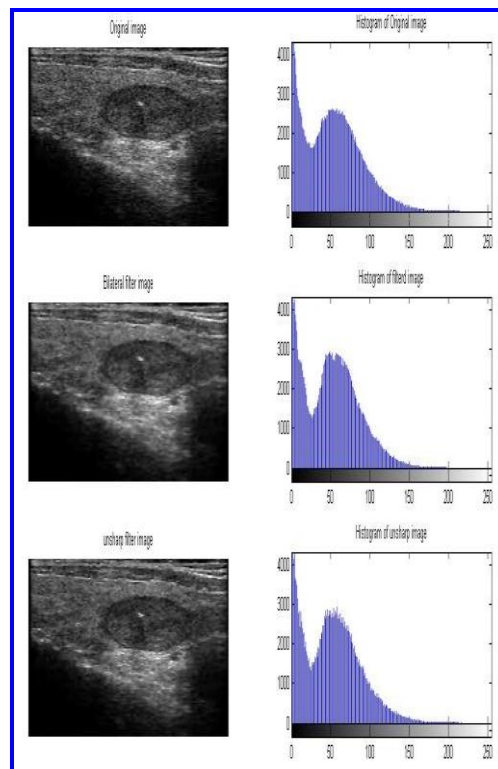 Original image
Histogram of Original image
4000
3000
2000
1000
0
0 50 100 150 200 250
Bilateral filter image
Histogram of filterd image
4000
3000
2000
1000
0
0 50 100 150 200 250
unsharp filter image
Histogram of unsharp image
4000
3000
2000
1000
0
0 50 100 150 200 250